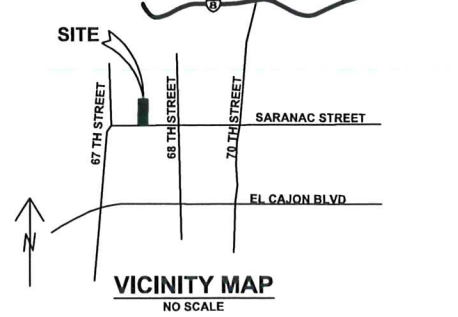 8
SITE
67 TH STREET
68 TH STREET
70 TH STREET
SARANAC STREET
EL CAJON BLVD
N
VICINITY MAP
NO SCALE